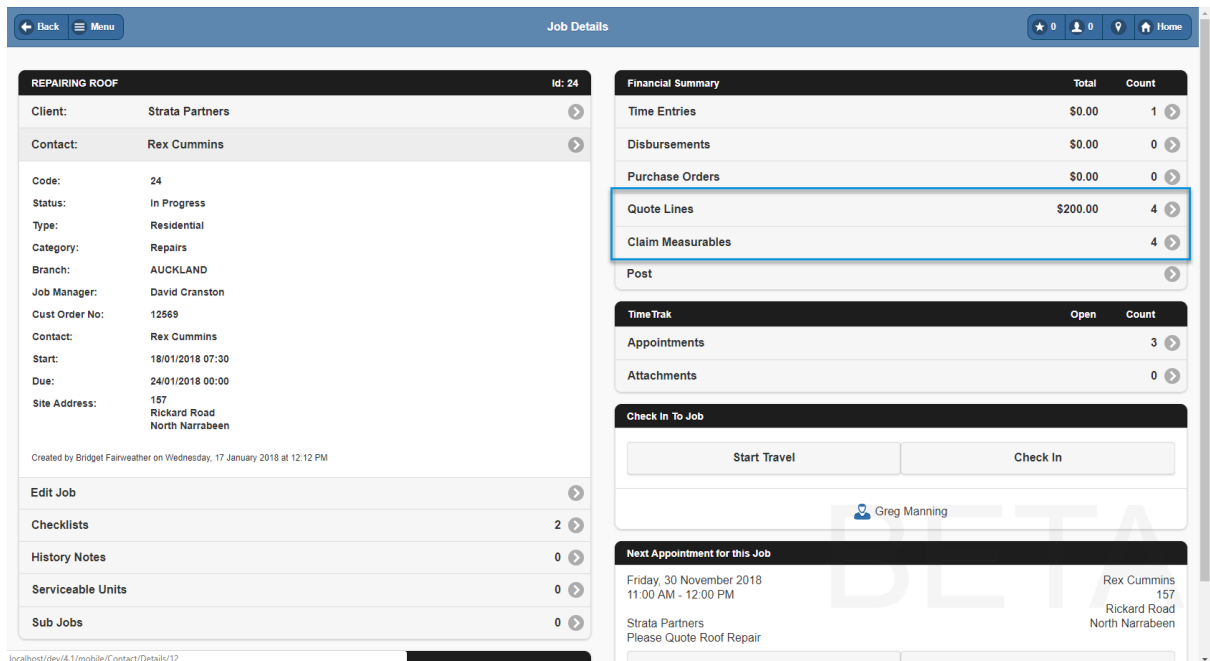 Back Menu Job Details 0 0 Home
REPAIRING ROOF Id: 24
Client: Strata Partners
Contact: Rex Cummins
Code: 24
Status: In Progress
Type: Residential
Category: Repairs
Branch: AUCKLAND
Job Manager: David Cranston
Cust Order No: 12569
Contact: Rex Cummins
Start: 18/01/2018 07:30
Due: 24/01/2018 00:00
Site Address: 157
Rickard Road
North Narrabeen
Created by Bridget Fairweather on Wednesday, 17 January 2018 at 12:12 PM
Edit Job
Checklists 2
History Notes 0
Serviceable Units 0
Sub Jobs 0
localhost/dev/4.1/mobile/Contact/Details/12
Financial Summary Total Count
Time Entries $0.00 1
Disbursements $0.00 0
Purchase Orders $0.00 0
Quote Lines $200.00 4
Claim Measurables 4
Post
TimeTrak Open Count
Appointments 3
Attachments 0
Check In To Job
Start Travel Check In
Greg Manning
BETA
Next Appointment for this Job
Friday, 30 November 2018 Rex Cummins
11:00 AM - 12:00 PM 157
Rickard Road
Strata Partners North Narrabeen
Please Quote Roof Repair